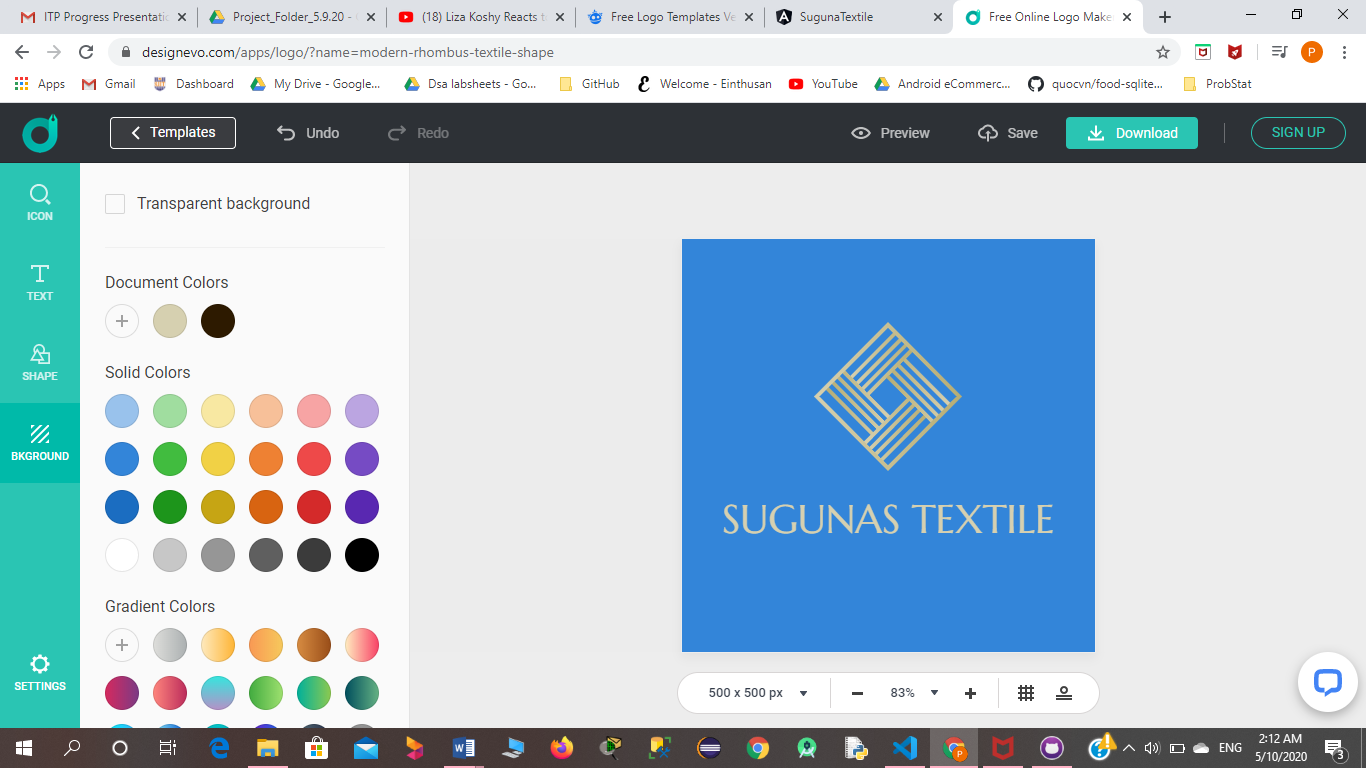 ITP Progress Presentatio
Project_Folder_5.9.20 -
(18) Liza Koshy Reacts t
Free Logo Templates Ve
SugunaTextile
Free Online Logo Make
designevo.com/apps/logo/?name=modern-rhombus-textile-shape
P
Apps
Gmail
Dashboard
My Drive - Google...
Dsa labsheets - Go...
GitHub
Welcome - Einthusan
YouTube
Android eCommerc...
quocvn/food-sqlite...
ProbStat
Templates
Undo
Redo
Preview
Save
Download
SIGN UP
ICON
TEXT
SHAPE
BKGROUND
SETTINGS
Transparent background
Document Colors
Solid Colors
Gradient Colors
SUGUNAS TEXTILE
500 x 500 px
83%
ENG
2:12 AM
5/10/2020
3